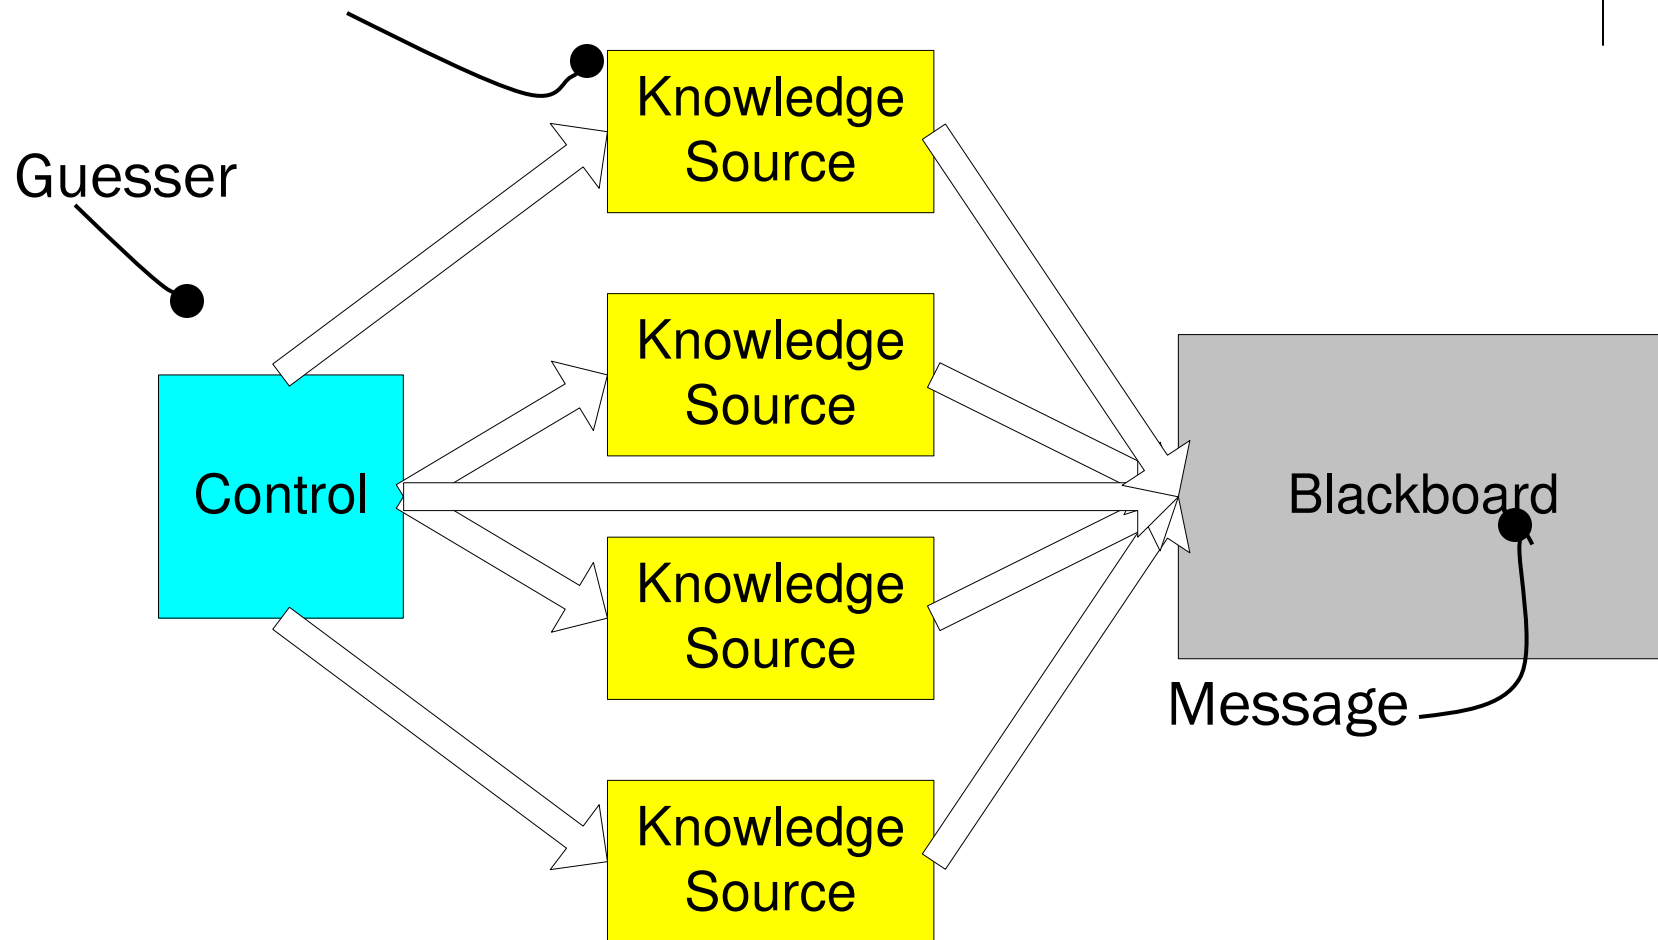 Knowledge
Source
Guesser
Knowledge
Source
Control
Blackboard
Knowledge
Source
Message
Knowledge
Source